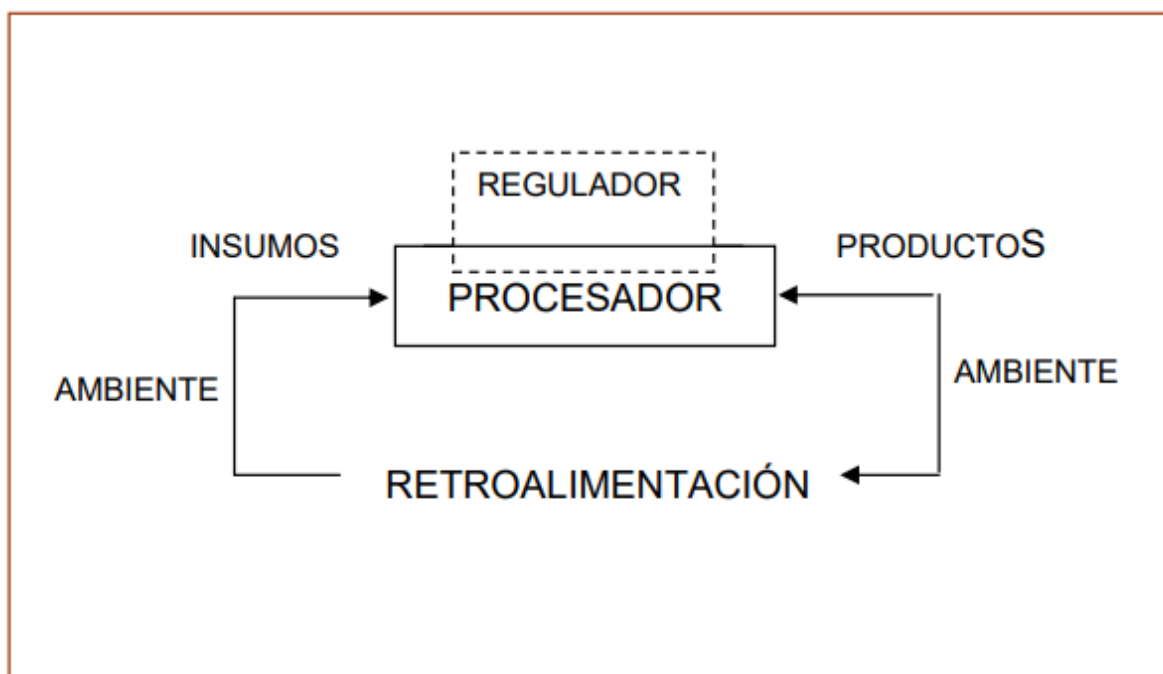 REGULADOR
INSUMOS
PRODUCTOS
PROCESADOR
AMBIENTE
AMBIENTE
RETROALIMENTACIÓN